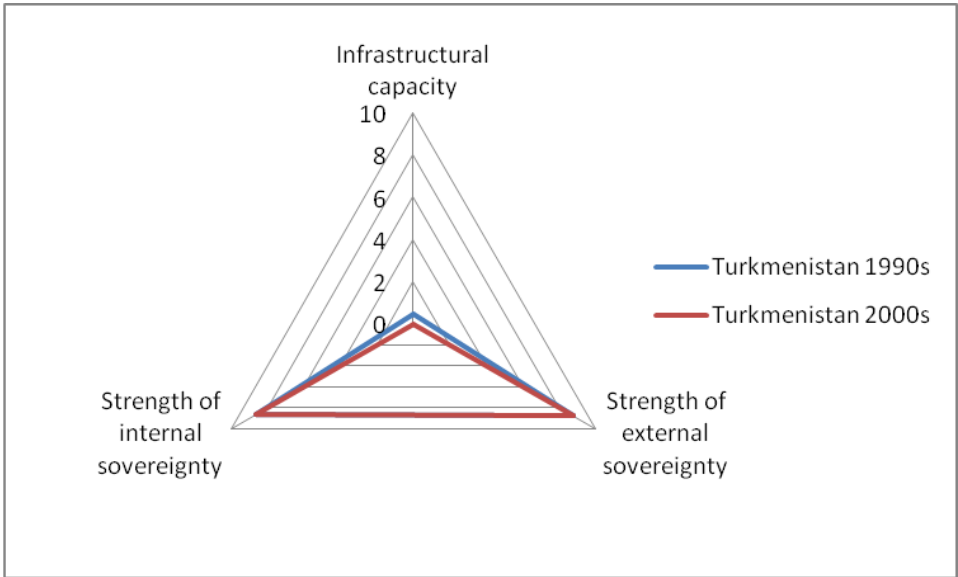 Infrastructural
capacity
10
8
6
4
2
0
Turkmenistan 1990s
Turkmenistan 2000s
Strength of
internal
sovereignty
Strength of
external
sovereignty